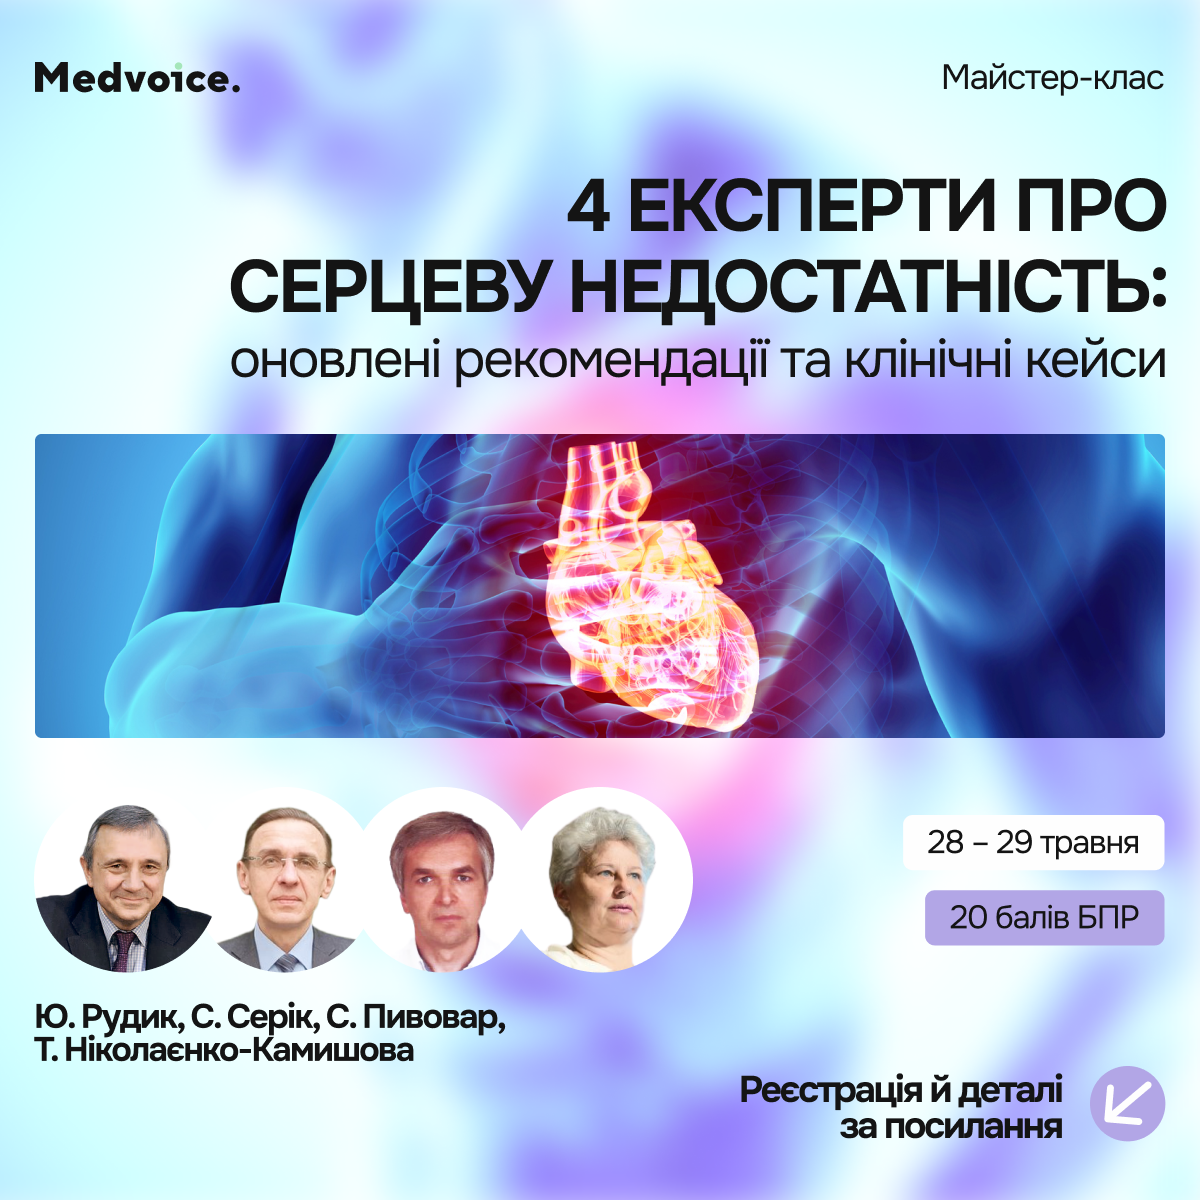 Medvoice.
Майстер-клас
4 ЕКСПЕРТИ ПРО
СЕРЦЕВУ НЕДОСТАТНІСТЬ:
оновлені рекомендації та клінічні кейси
28 – 29 травня
20 балів БПР
Ю. Рудик, С. Серік, С. Пивовар,
Т. Ніколаєнко-Камишова
Реєстрація й деталі
за посилання